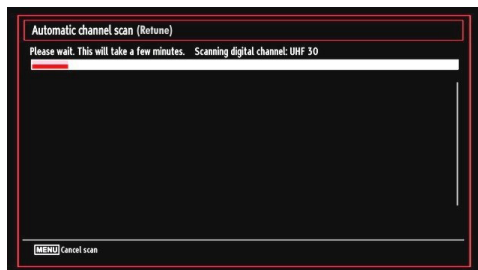 Automatic channel scan (Retune)
Please wait. This will take a few minutes. Scanning digital channel: UHF 30
MENU Cancel scan